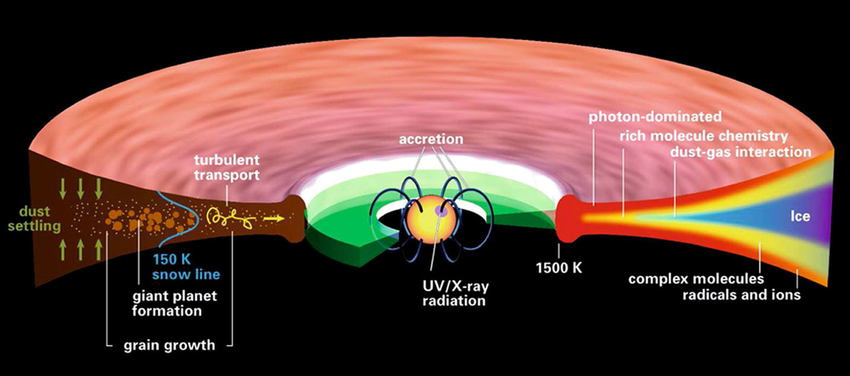 photon-dominated
rich molecule chemistry
dust-gas interaction
accretion
turbulent
transport
dust
settling
Ice
150 K
snow line
1500 K
giant planet
formation
UV/X-ray
radiation
complex molecules
radicals and ions
grain growth